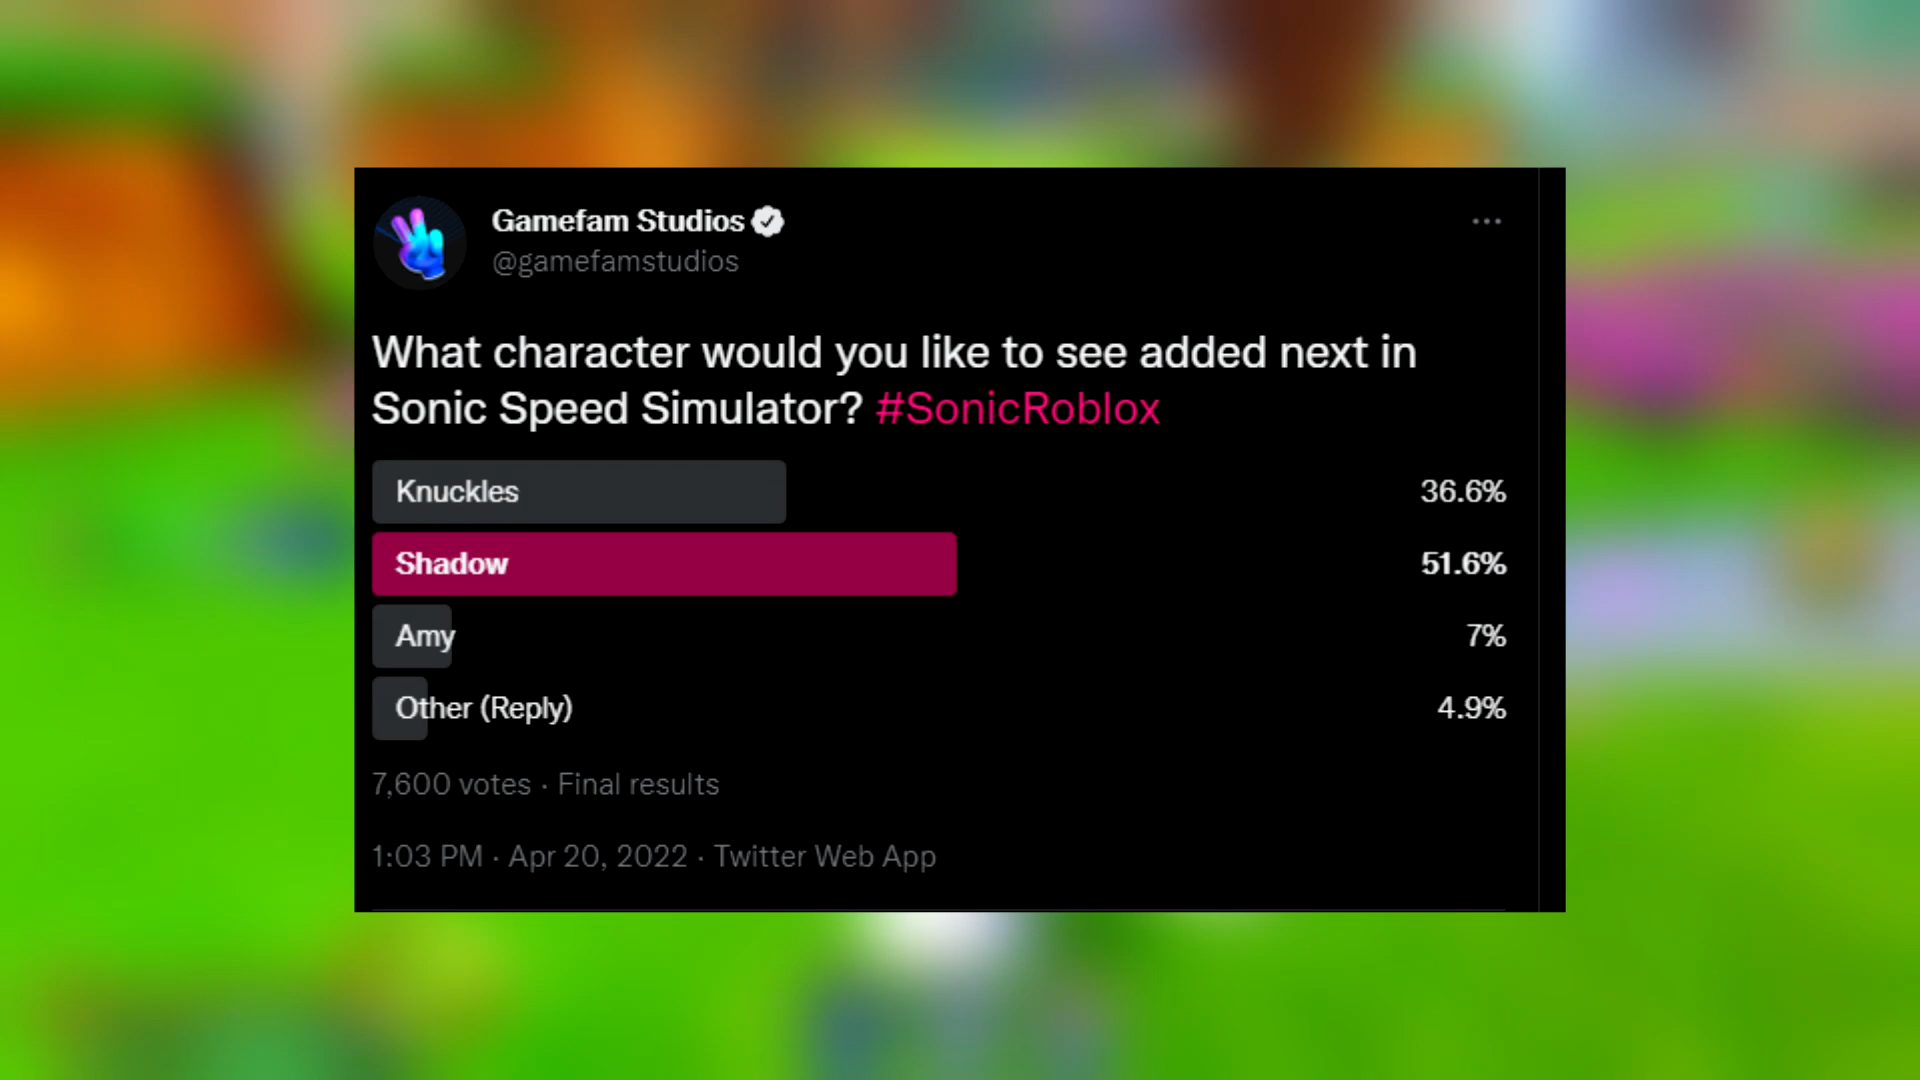 Gamefam Studios
@gamefamstudios
What character would you like to see added next in
Sonic Speed Simulator? #SonicRoblox
Knuckles 36.6%
Shadow 51.6%
Amy 7%
Other (Reply) 4.9%
7,600 votes · Final results
1:03 PM · Apr 20, 2022 · Twitter Web App